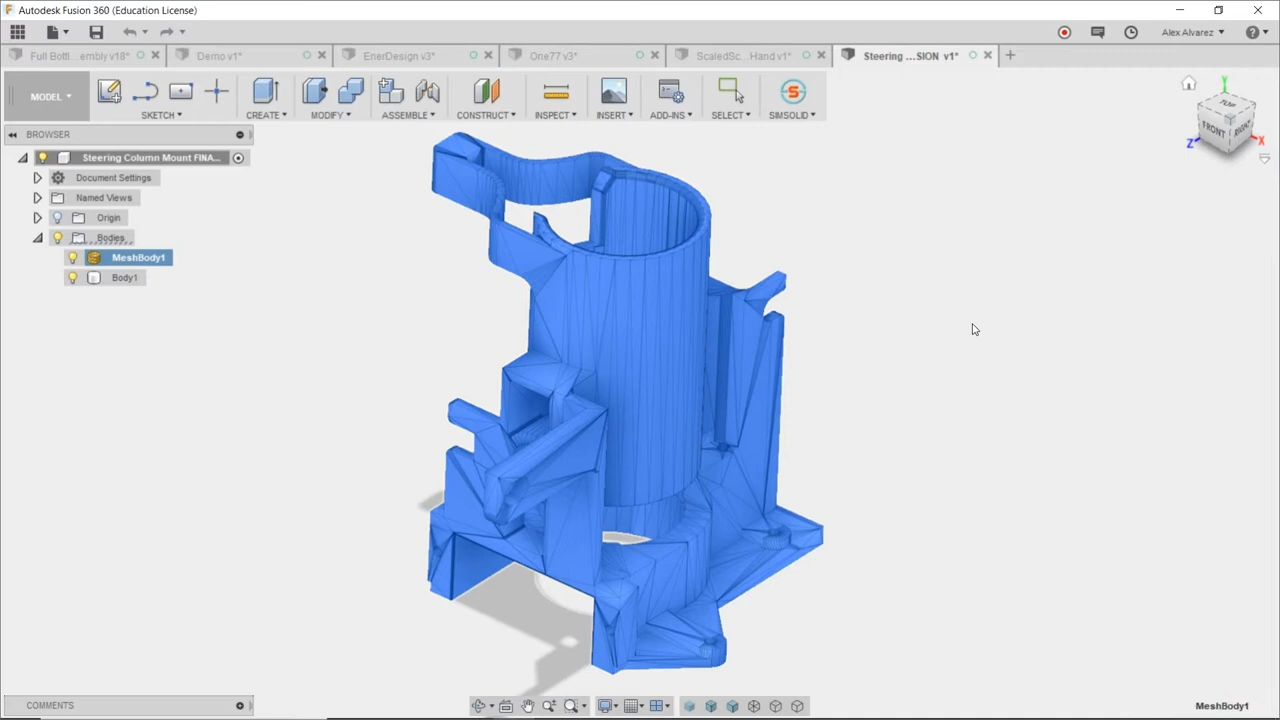 Autodesk Fusion 360 (Education License)
Alex Alvarez
Full Bottl...embly v18*
Demo v1*
EnerDesign v3*
One77 v3*
ScaledSc...Hand v1*
Steering ...SION v1*
MODEL
SKETCH
CREATE
MODIFY
ASSEMBLE
CONSTRUCT
INSPECT
INSERT
ADD-INS
SELECT
SIMSOLID
Y
TOP
FRONT
RIGHT
Z
X
BROWSER
Steering Column Mount FINA...
Document Settings
Named Views
Origin
Bodies
MeshBody1
Body1
COMMENTS
MeshBody1